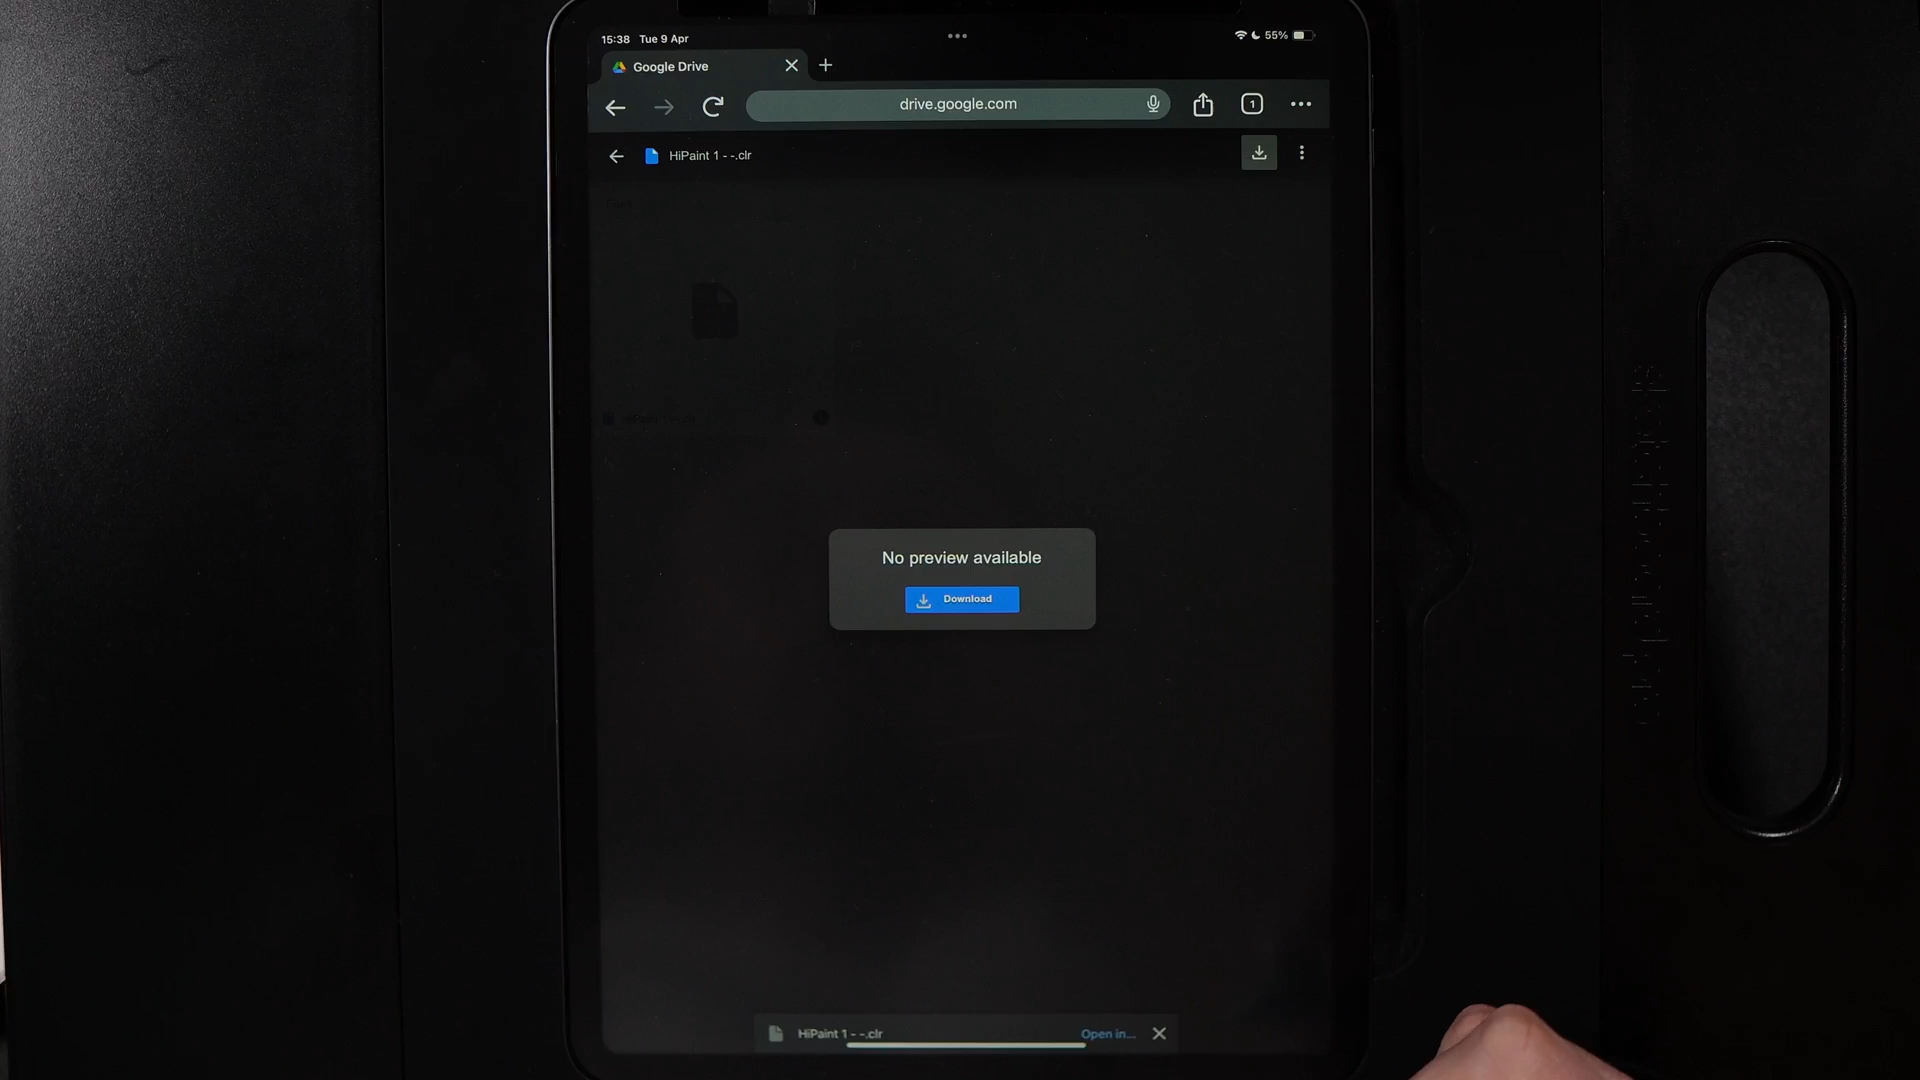 15:38 Tue 9 Apr
55%
Google Drive
drive.google.com
1
HiPaint 1 - -.clr
No preview available
Download
HiPaint 1 - -.clr
Open in...